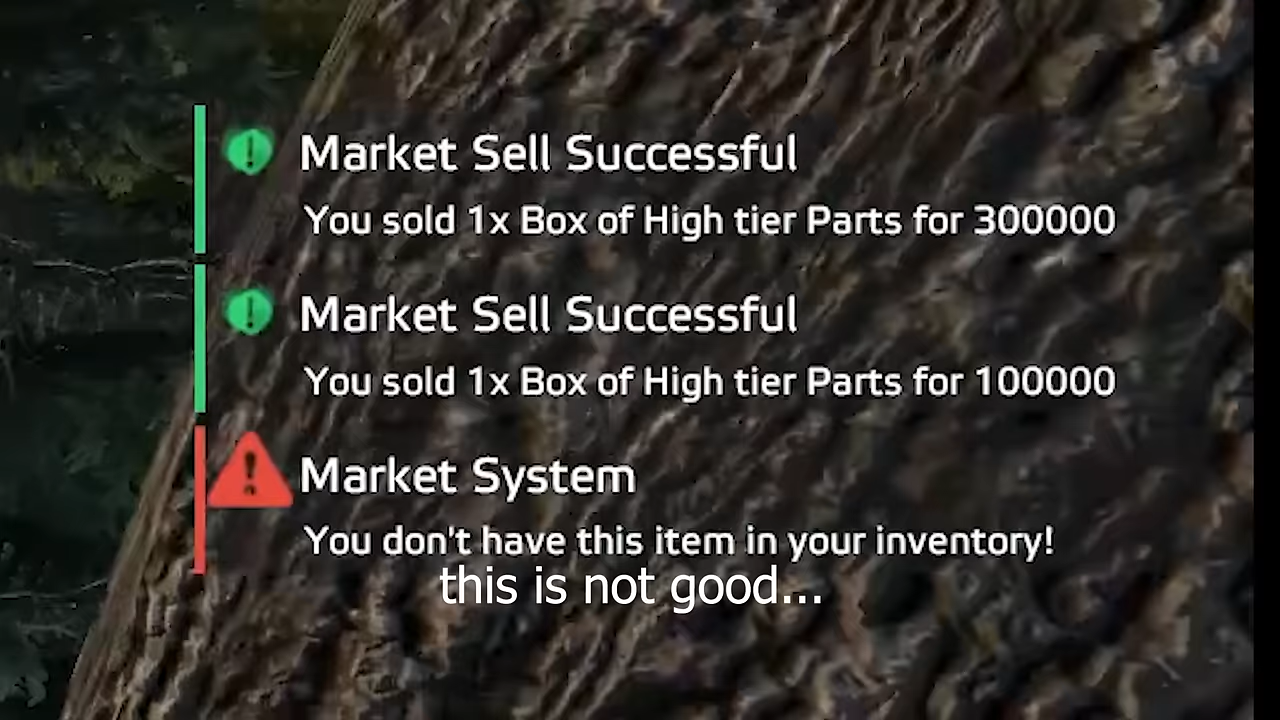 Market Sell Successful
You sold 1x Box of High tier Parts for 300000
Market Sell Successful
You sold 1x Box of High tier Parts for 100000
Market System
You don't have this item in your inventory!
this is not good...